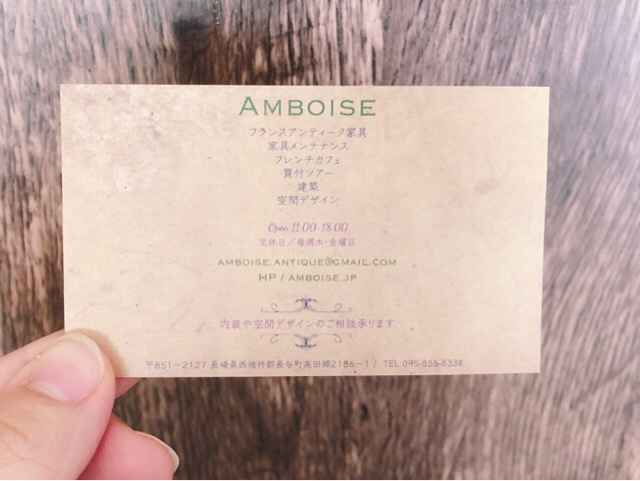 AMBOISE
フランスアンティーク家具
家具メンテナンス
フレンチカフェ
買付ツアー
建築
空間デザイン
Open 11:00-18:00
定休日/毎週木・金曜日
AMBOISE.ANTIQUE@GMAIL.COM
HP / AMBOISE.JP
内装や空間デザインのご相談承ります
〒851-2127 長崎県西彼杵郡長与町高田郷2186-1 / TEL 095-855-8338